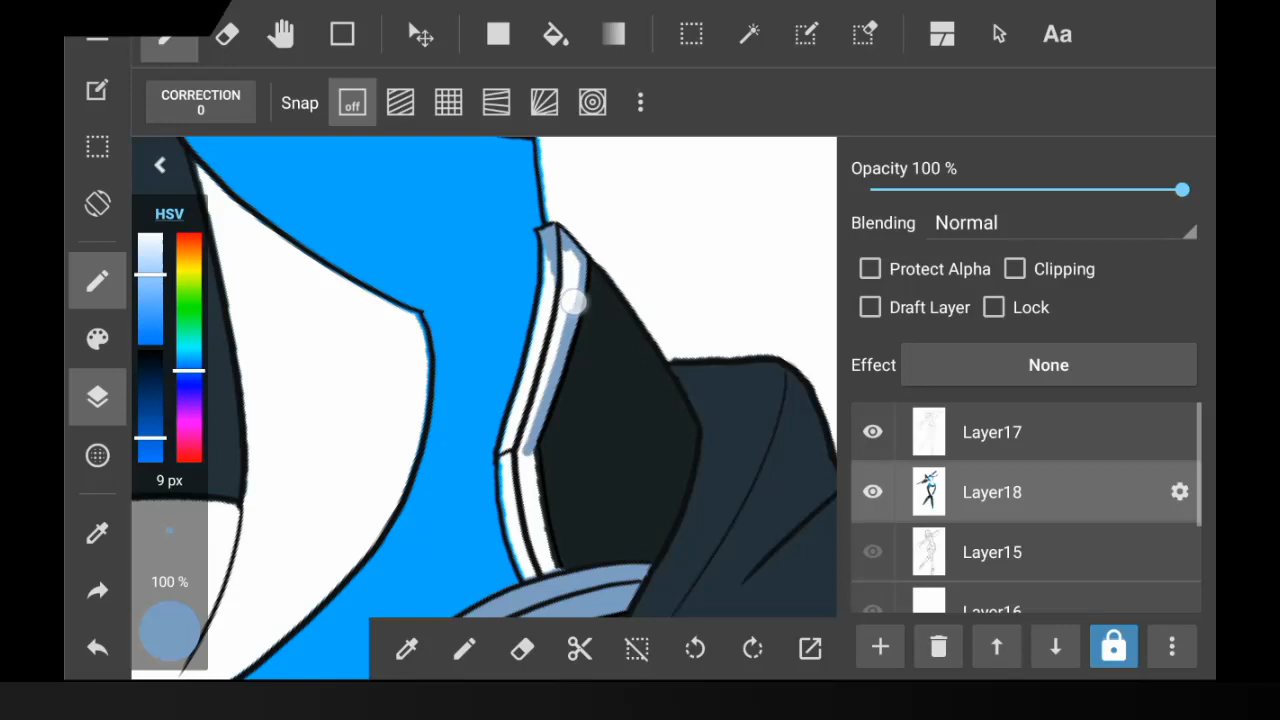 Aa
CORRECTION
0
Snap
off
HSV
9 px
100 %
Opacity 100 %
Blending
Normal
Protect Alpha
Clipping
Draft Layer
Lock
Effect
None
Layer17
Layer18
Layer15